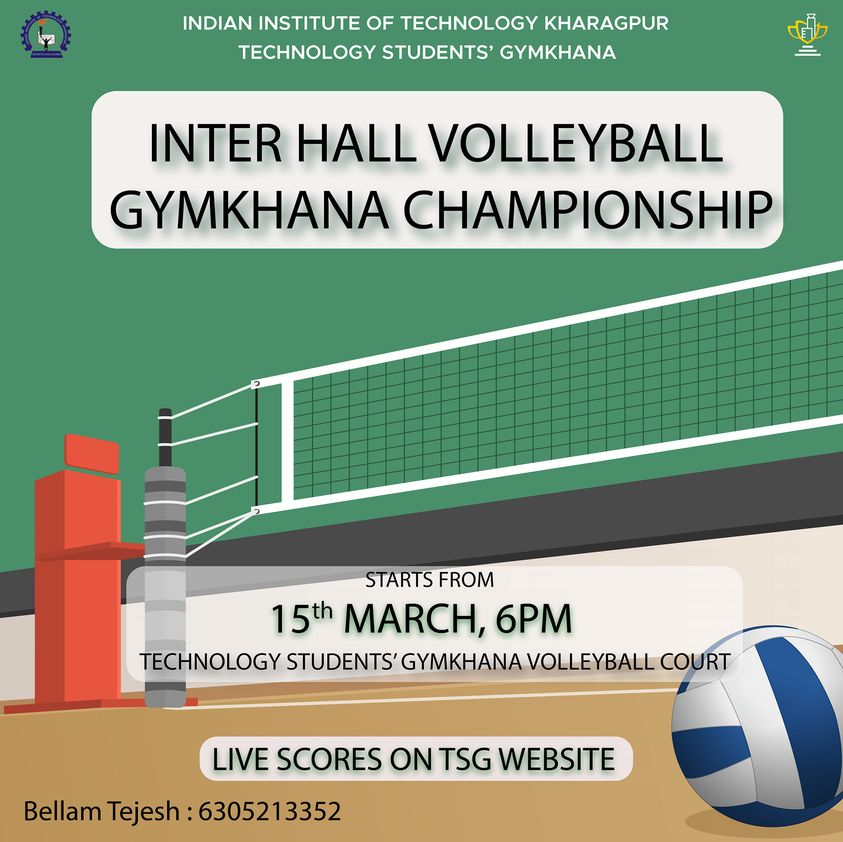 INDIAN INSTITUTE OF TECHNOLOGY KHARAGPUR
TECHNOLOGY STUDENTS’ GYMKHANA
INTER HALL VOLLEYBALL
GYMKHANA CHAMPIONSHIP
STARTS FROM
15th MARCH, 6PM
TECHNOLOGY STUDENTS’ GYMKHANA VOLLEYBALL COURT
LIVE SCORES ON TSG WEBSITE
Bellam Tejesh : 6305213352